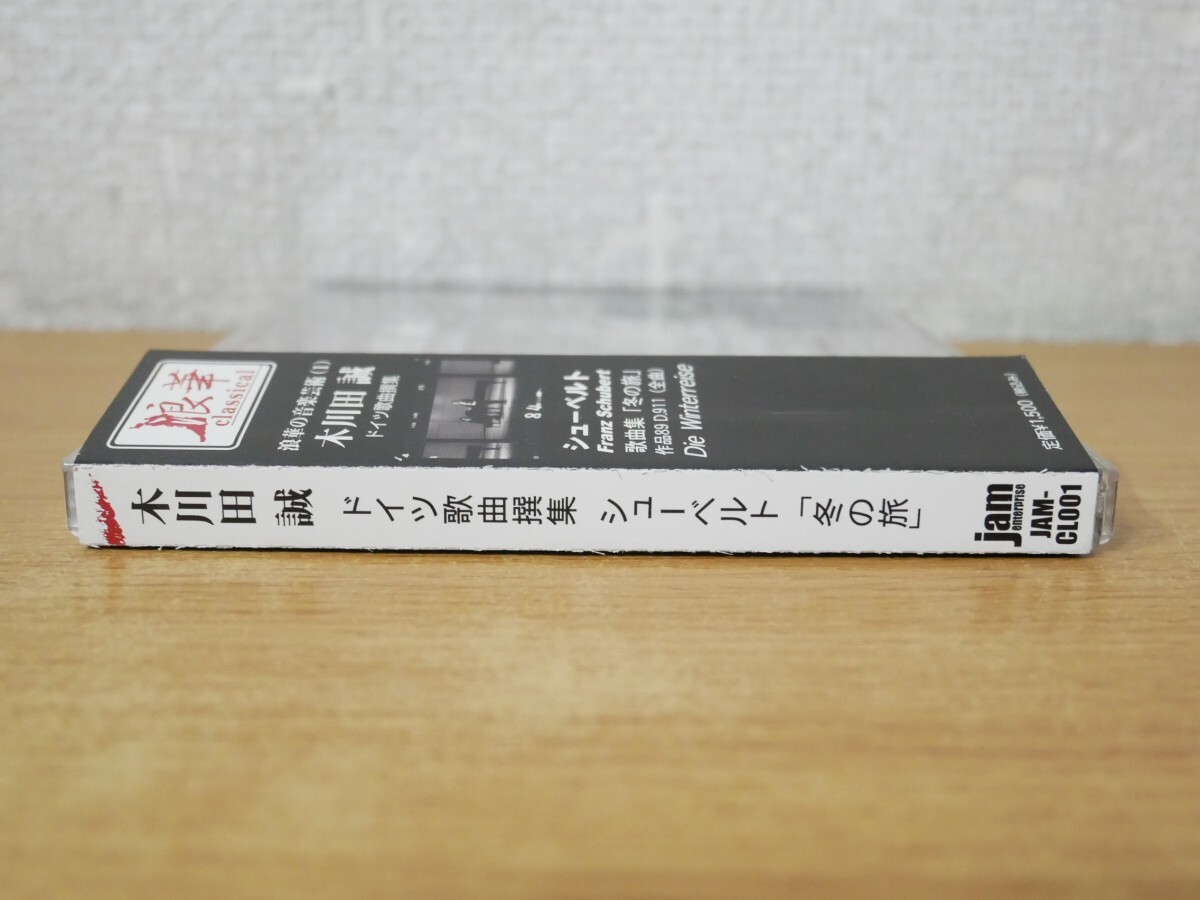 浪華
classical
浪華の音楽芸術(1)
木川田 誠
ドイツ歌曲撰集
シューベルト
Franz Schubert
歌曲集「冬の旅」
作品89 D.911（全曲）
Die Winterreise
定価¥1,500
木川田 誠 ドイツ歌曲撰集 シューベルト「冬の旅」
jam
enterprise
JAM-
CL001